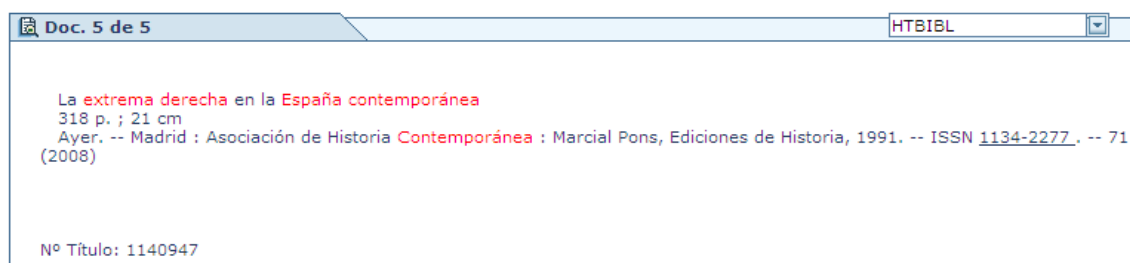 Doc. 5 de 5
HTBIBL
La extrema derecha en la España contemporánea
318 p. ; 21 cm
Ayer. -- Madrid : Asociación de Historia Contemporánea : Marcial Pons, Ediciones de Historia, 1991. -- ISSN 1134-2277 . -- 71
(2008)
Nº Título: 1140947